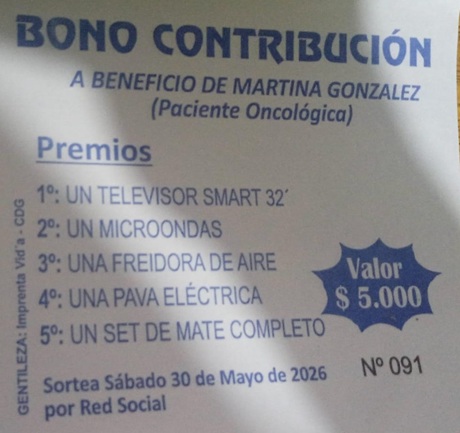 BONO CONTRIBUCIÓN
A BENEFICIO DE MARTINA GONZALEZ
(Paciente Oncológica)
Premios
1º: UN TELEVISOR SMART 32´
2º: UN MICROONDAS
3º: UNA FREIDORA DE AIRE
4º: UNA PAVA ELÉCTRICA
5º: UN SET DE MATE COMPLETO
Valor
$ 5.000
Nº 091
Sortea Sábado 30 de Mayo de 2026
por Red Social
GENTILEZA: Imprenta Vid´a - CDG